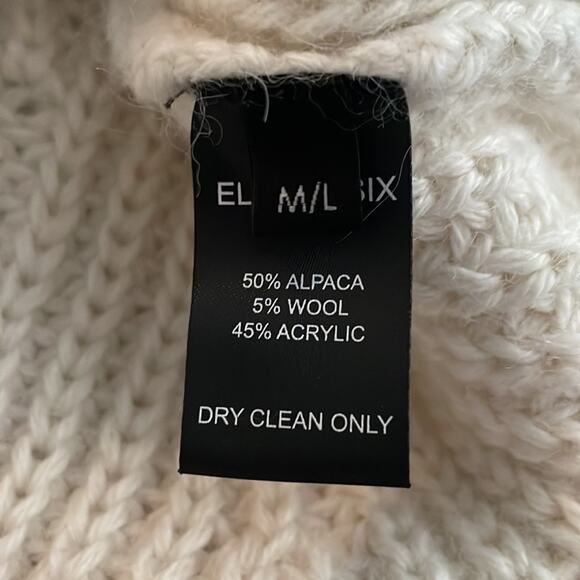 EL SIX
M/L
50% ALPACA
5% WOOL
45% ACRYLIC
DRY CLEAN ONLY